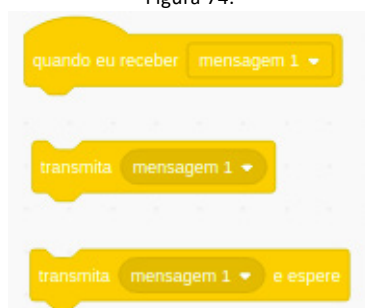 Figura 74.
quando eu receber mensagem 1
transmita mensagem 1
transmita mensagem 1 e espere